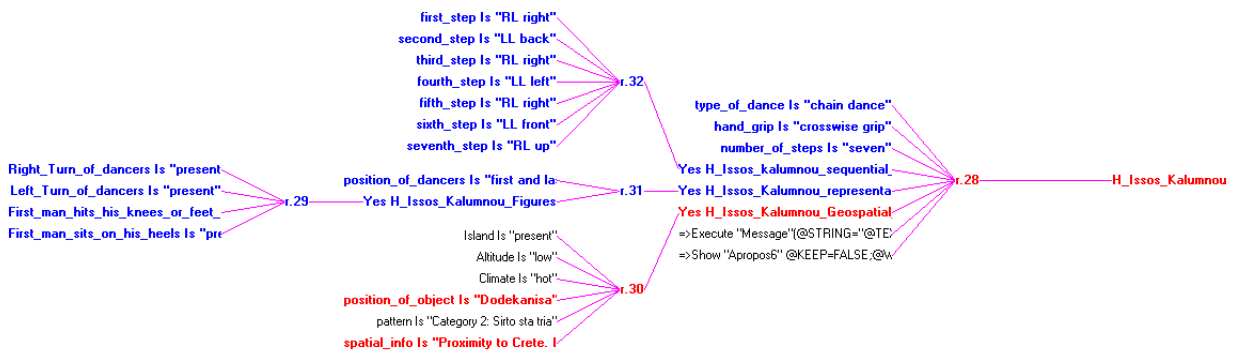 first_step Is "RL right"
second_step Is "LL back"
third_step Is "RL right"
fourth_step Is "LL left"
fifth_step Is "RL right"
sixth_step Is "LL front"
seventh_step Is "RL up"
r.32
type_of_dance Is "chain dance"
hand_grip Is "crosswise grip"
number_of_steps Is "seven"
Yes H_Issos_kalumnou_sequential_
Yes H_Issos_kalumnou_representa
Yes H_Issos_Kalumnou_Geospatial
=>Execute "Message"(@STRING="@TE
=>Show "Apropos6" @KEEP=FALSE;@W
r.28
H_Issos_Kalumnou
Right_Turn_of_dancers Is "present
Left_Turn_of_dancers Is "present"
First_man_hits_his_knees_or_feet_
First_man_sits_on_his_heels Is "pre
r.29
position_of_dancers Is "first and la
Yes H_Issos_Kalumnou_Figures
r.31
Island Is "present"
Altitude Is "low"
Climate Is "hot"
position_of_object Is "Dodekanisa"
pattern Is "Category 2: Sirto sta tria"
spatial_info Is "Proximity to Crete. I
r.30